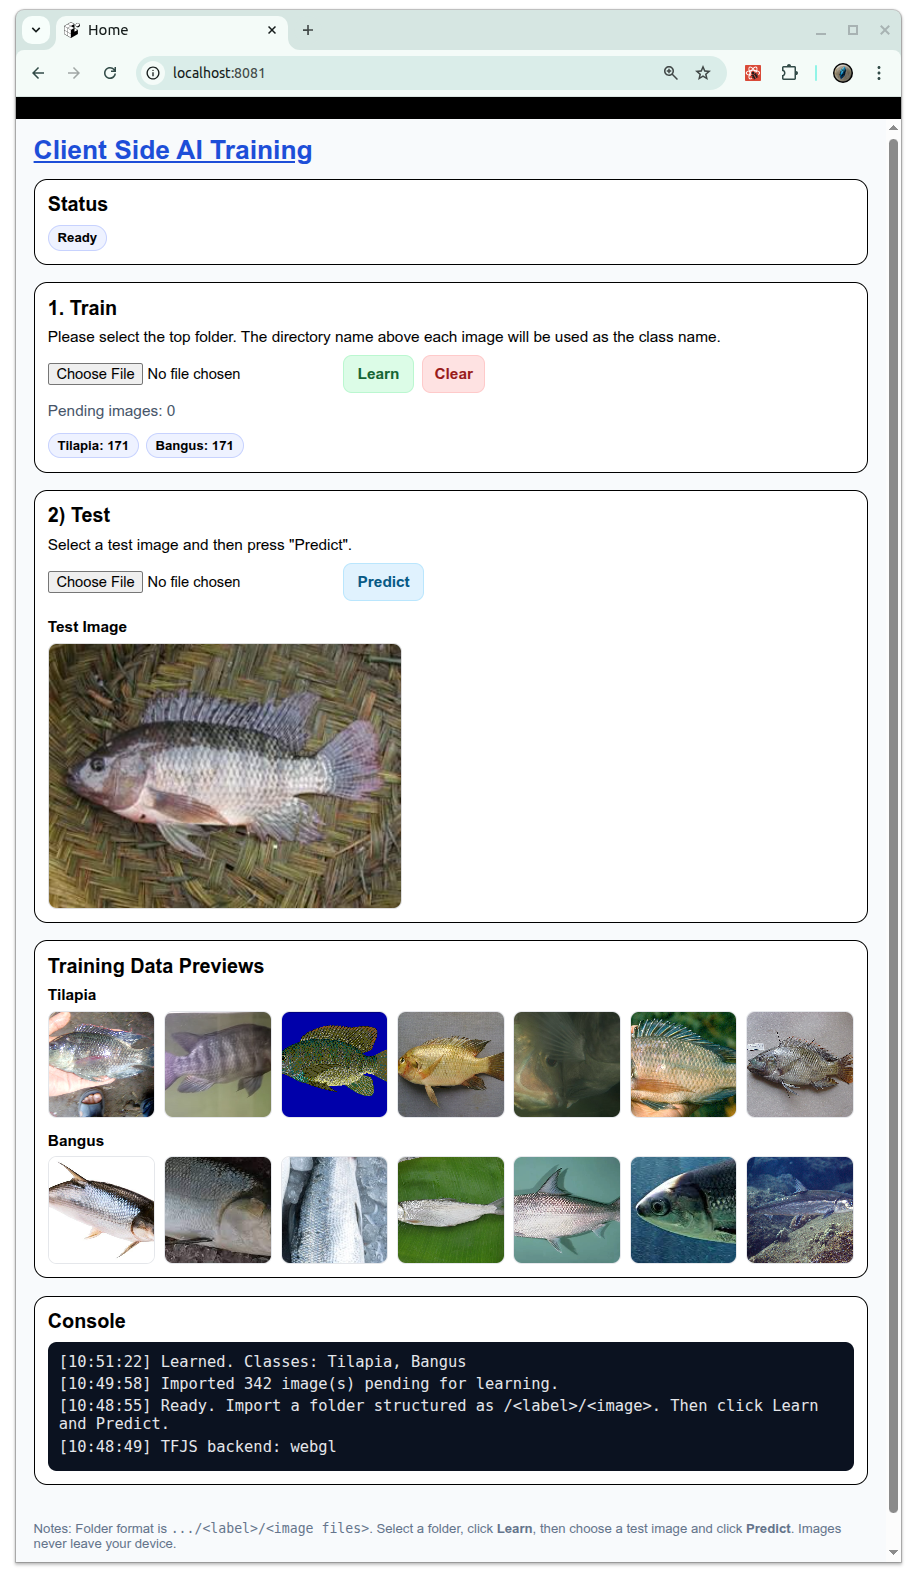 Home
localhost:8081
Client Side AI Training
Status
Ready
1. Train
Please select the top folder. The directory name above each image will be used as the class name.
Choose File No file chosen Learn Clear
Pending images: 0
Tilapia: 171 Bangus: 171
2) Test
Select a test image and then press "Predict".
Choose File No file chosen Predict
Test Image
Training Data Previews
Tilapia
Bangus
Console
[10:51:22] Learned. Classes: Tilapia, Bangus
[10:49:58] Imported 342 image(s) pending for learning.
[10:48:55] Ready. Import a folder structured as /<label>/<image>. Then click Learn
and Predict.
[10:48:49] TFJS backend: webgl
Notes: Folder format is .../<label>/<image files>. Select a folder, click Learn, then choose a test image and click Predict. Images
never leave your device.